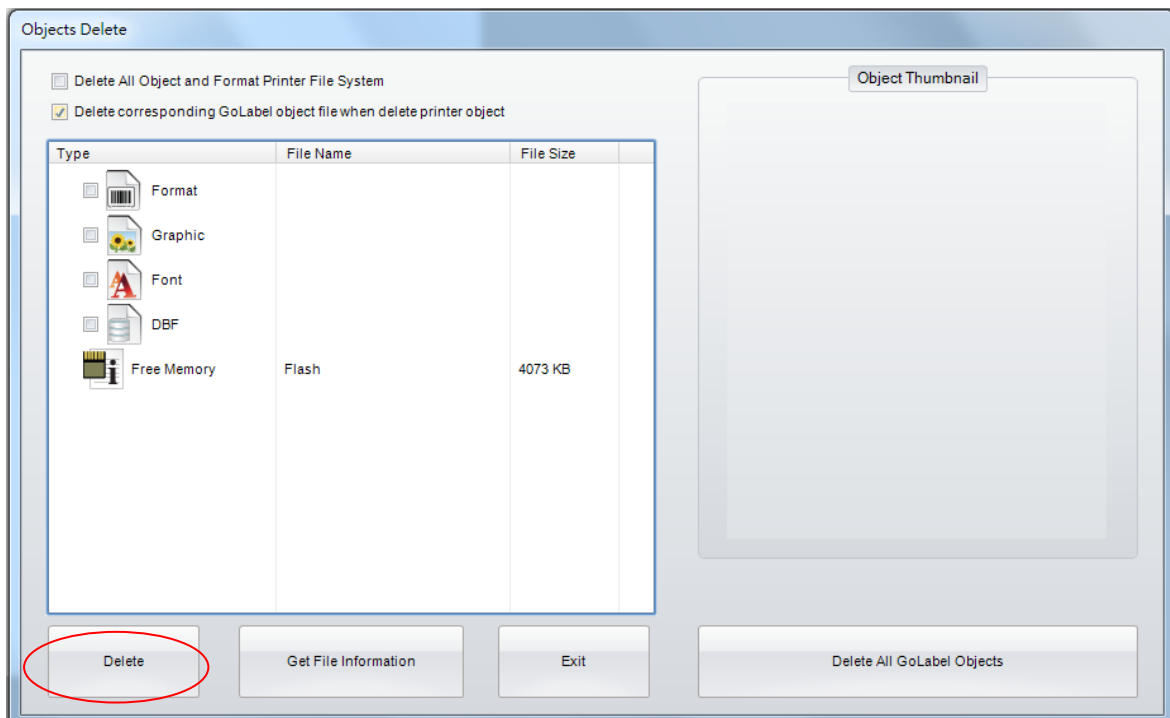 Objects Delete
Delete All Object and Format Printer File System
Object Thumbnail
Delete corresponding GoLabel object file when delete printer object
Type File Name File Size
Format
Graphic
Font
DBF
Free Memory Flash 4073 KB
Delete Get File Information Exit Delete All GoLabel Objects